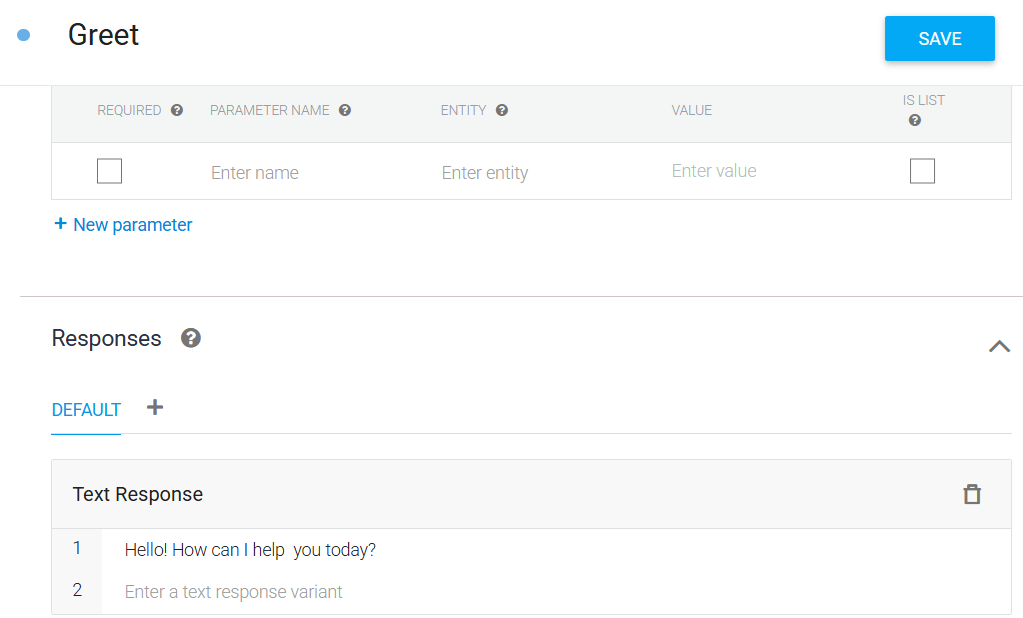 Greet
SAVE
REQUIRED PARAMETER NAME ENTITY VALUE IS LIST
Enter name Enter entity Enter value
+ New parameter
Responses
DEFAULT +
Text Response
1 Hello! How can I help  you today?
2 Enter a text response variant